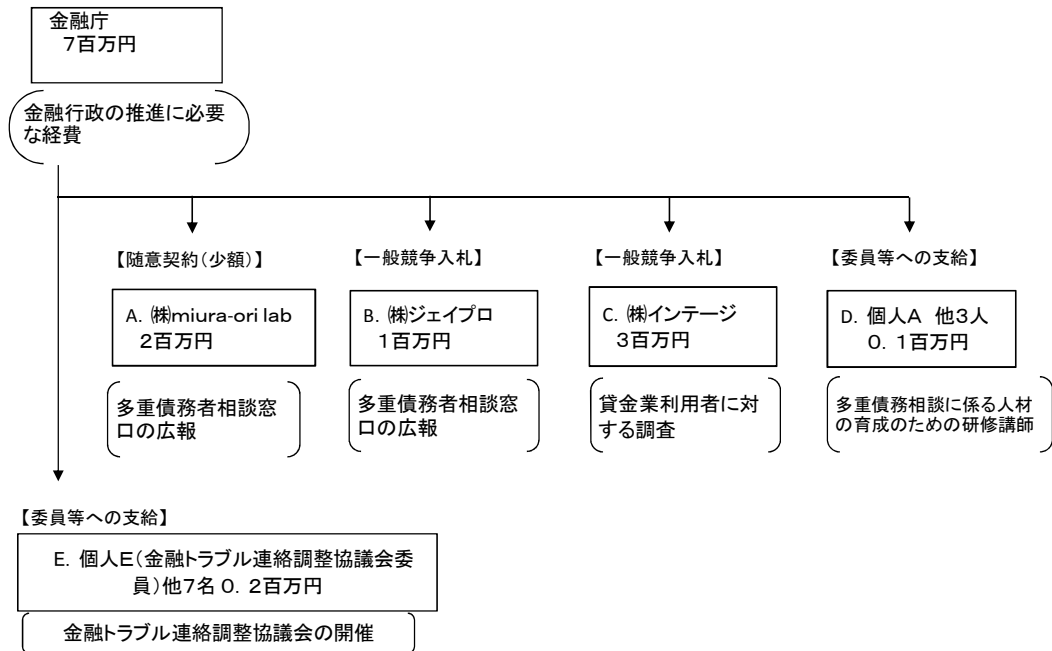 金融庁
7百万円
金融行政の推進に必要
な経費
【随意契約(少額)】
【一般競争入札】
【一般競争入札】
【委員等への支給】
A. ㈱miura-ori lab
2百万円
B. ㈱ジェイプロ
1百万円
C. ㈱インテージ
3百万円
D. 個人A 他3人
0.1百万円
多重債務者相談窓
口の広報
多重債務者相談窓
口の広報
貸金業利用者に対
する調査
多重債務相談に係る人材
の育成のための研修講師
【委員等への支給】
E. 個人E(金融トラブル連絡調整協議会委
員)他7名 0.2百万円
金融トラブル連絡調整協議会の開催